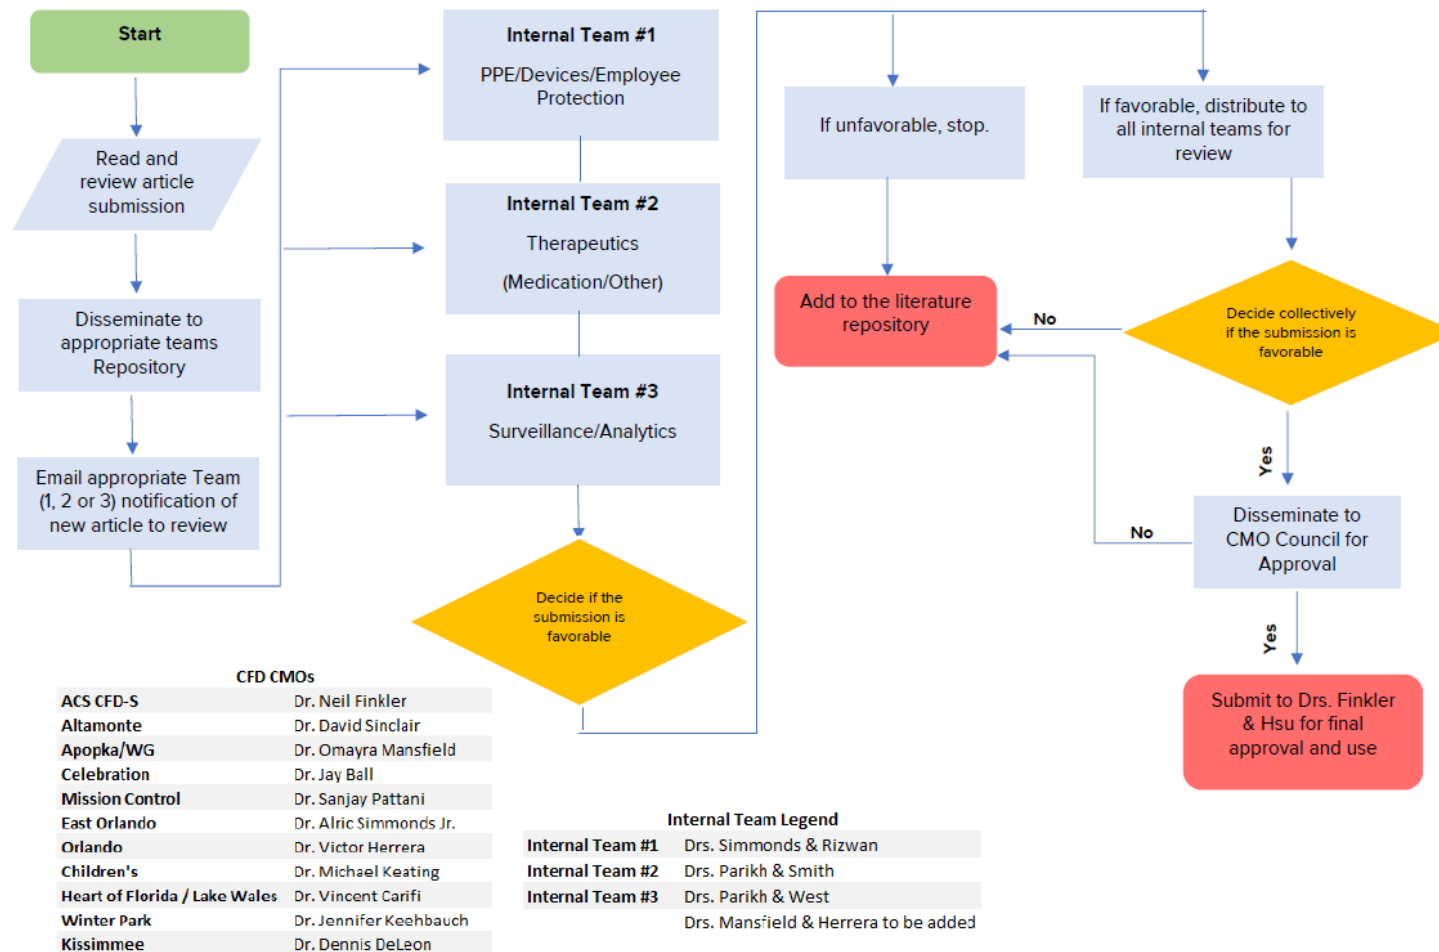 Start
Read and
review article
submission
Disseminate to
appropriate teams
Repository
Email appropriate Team
(1, 2 or 3) notification of
new article to review
Internal Team #1
PPE/Devices/Employee
Protection
Internal Team #2
Therapeutics
(Medication/Other)
Internal Team #3
Surveillance/Analytics
Decide if the
submission is
favorable
If unfavorable, stop.
If favorable, distribute to
all internal teams for
review
Add to the literature
repository
No
Decide collectively
if the submission is
favorable
Yes
No
Disseminate to
CMO Council for
Approval
Yes
Submit to Drs. Finkler
& Hsu for final
approval and use
CFD CMOs
ACS CFD-S Dr. Neil Finkler
Altamonte Dr. David Sinclair
Apopka/WG Dr. Omayra Mansfield
Celebration Dr. Jay Ball
Mission Control Dr. Sanjay Pattani
East Orlando Dr. Alric Simmonds Jr.
Orlando Dr. Victor Herrera
Children's Dr. Michael Keating
Heart of Florida / Lake Wales Dr. Vincent Carifi
Winter Park Dr. Jennifer Keehbauch
Kissimmee Dr. Dennis DeLeon
Internal Team Legend
Internal Team #1 Drs. Simmonds & Rizwan
Internal Team #2 Drs. Parikh & Smith
Internal Team #3 Drs. Parikh & West
Drs. Mansfield & Herrera to be added